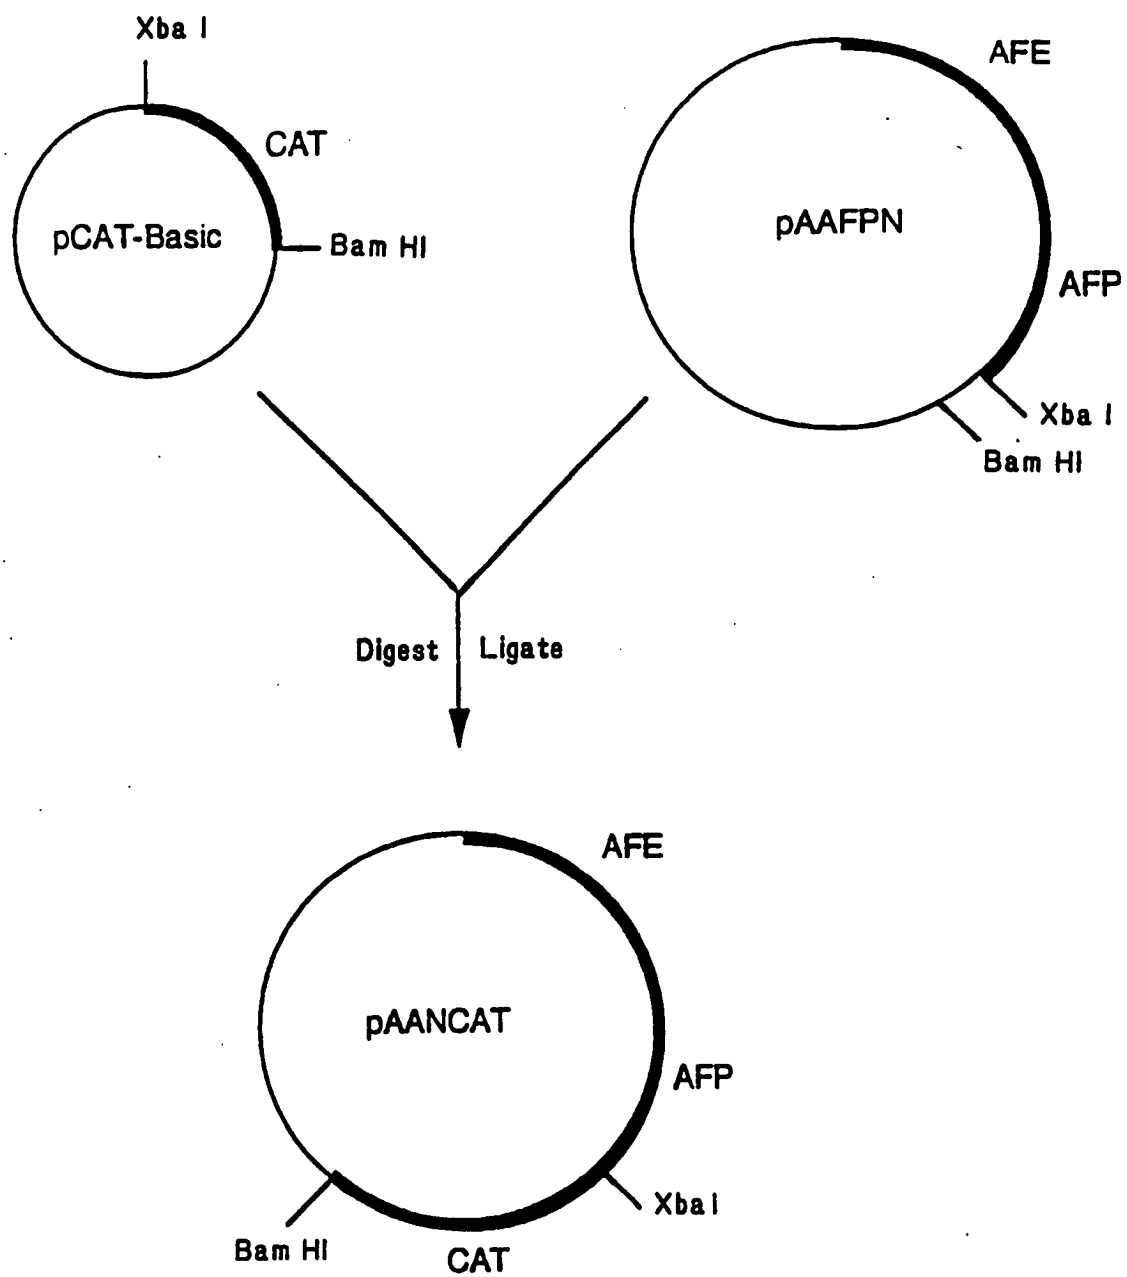 Xba I
CAT
pCAT-Basic
Bam HI
AFE
pAAFPN
AFP
Xba I
Bam HI
Digest Ligate
AFE
pAANCAT
AFP
Xba I
Bam HI
CAT